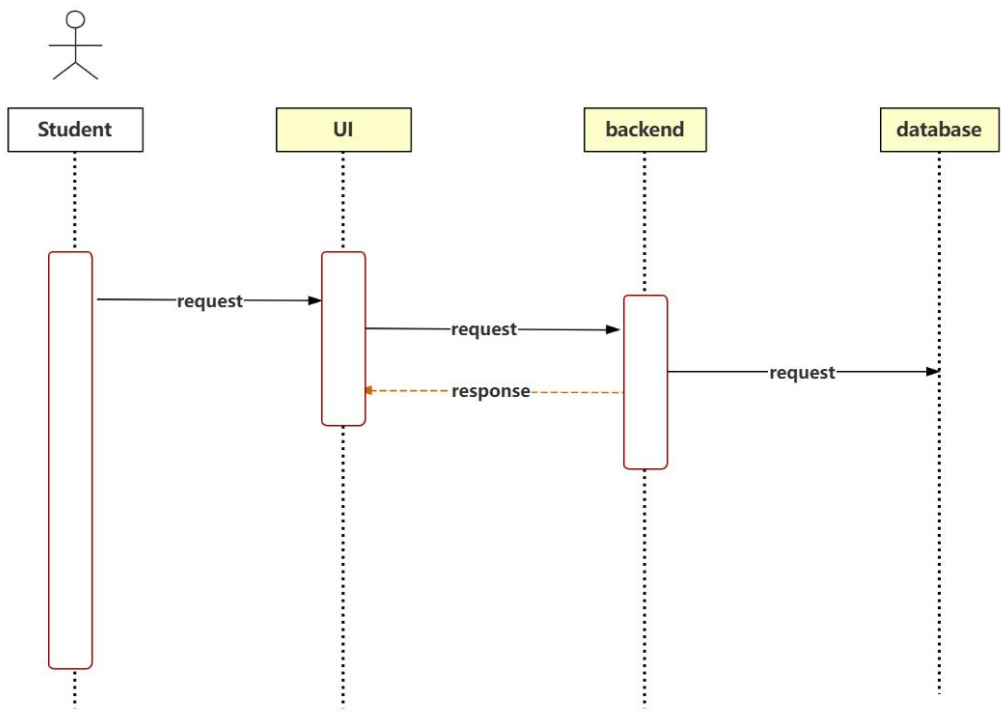 Student
UI
backend
database
request
request
request
response